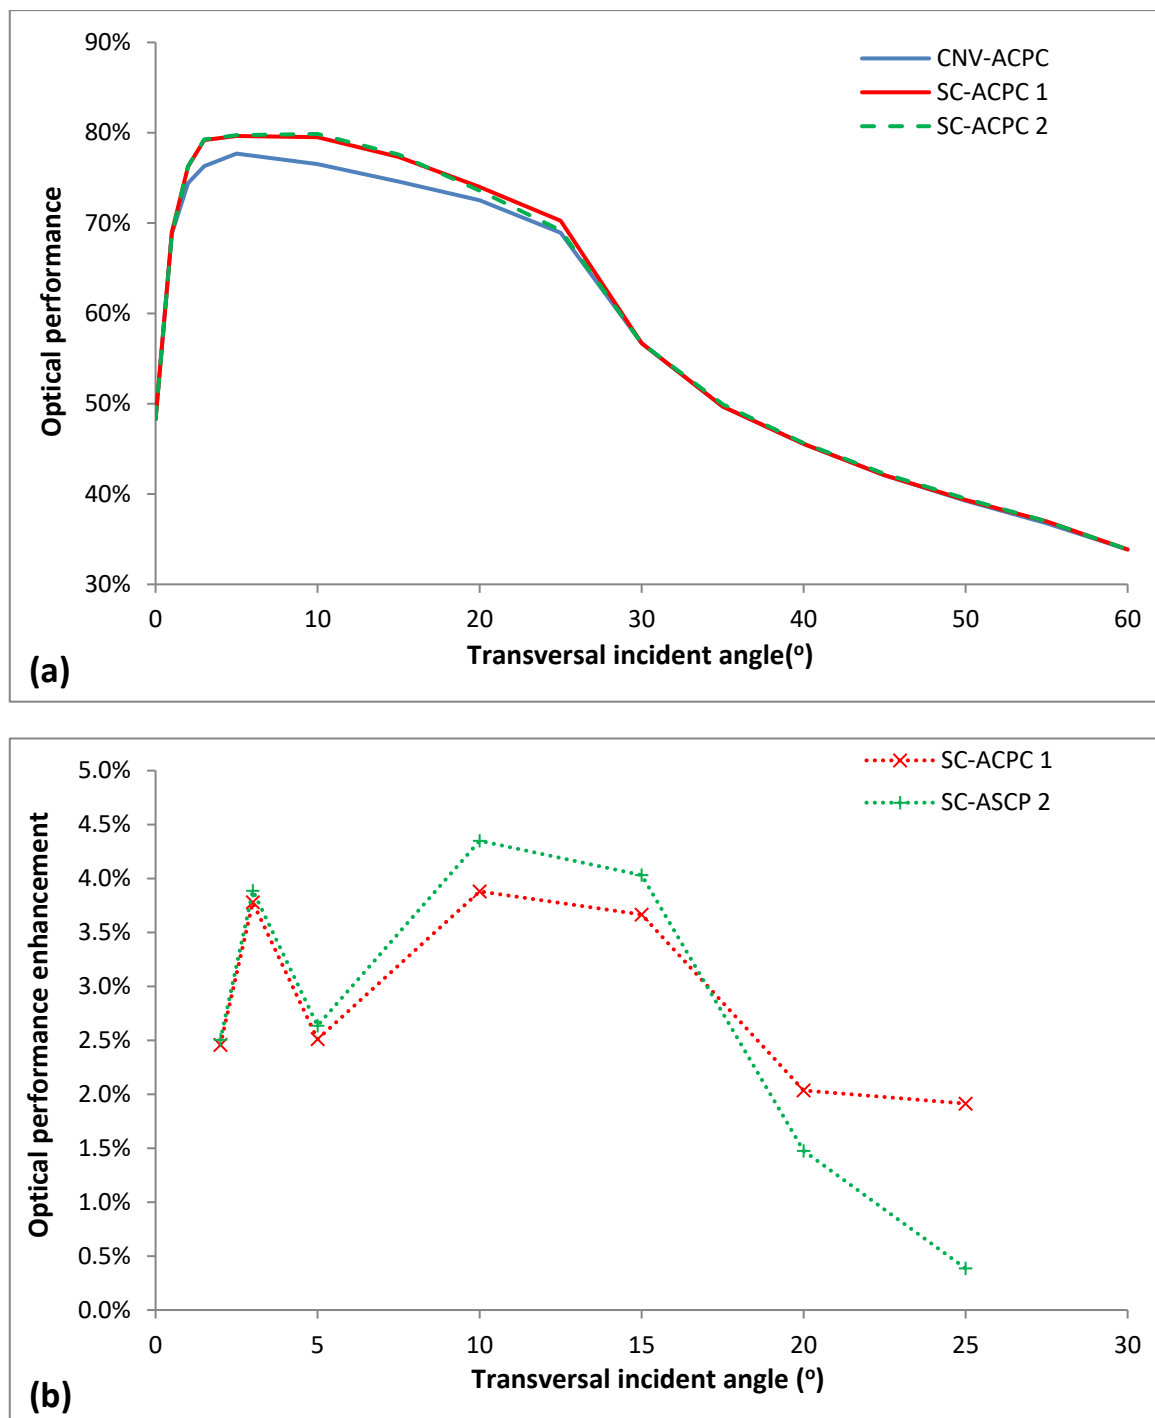 90%
80%
70%
60%
50%
40%
30%
Optical performance
CNV-ACPC
SC-ACPC 1
SC-ACPC 2
0 10 20 30 40 50 60
Transversal incident angle(º)
(a)
5.0%
4.5%
4.0%
3.5%
3.0%
2.5%
2.0%
1.5%
1.0%
0.5%
0.0%
Optical performance enhancement
SC-ACPC 1
SC-ASCP 2
0 5 10 15 20 25 30
Transversal incident angle (º)
(b)